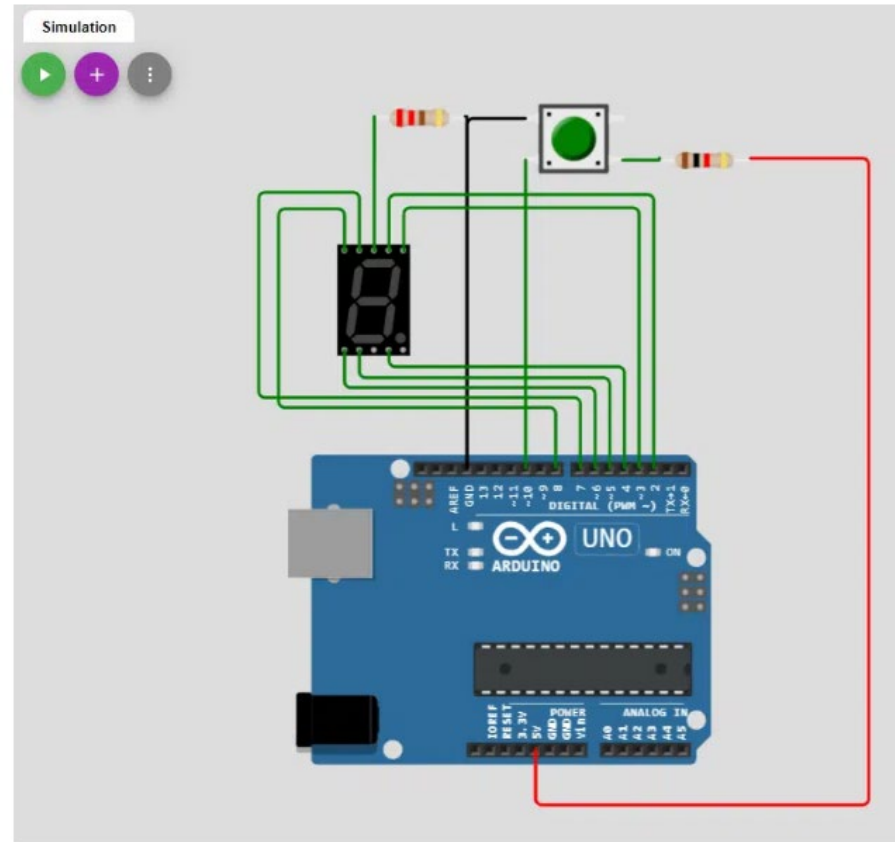 Simulation
AREF
GND
13
12
~11
~10
~9
8
7
~6
~5
4
~3
2
TX→1
RX←0
DIGITAL (PWM ~)
L
TX
RX
UNO
ARDUINO
ON
IOREF
RESET
3.3V
5V
GND
GND
Vin
POWER
ANALOG IN
A0
A1
A2
A3
A4
A5